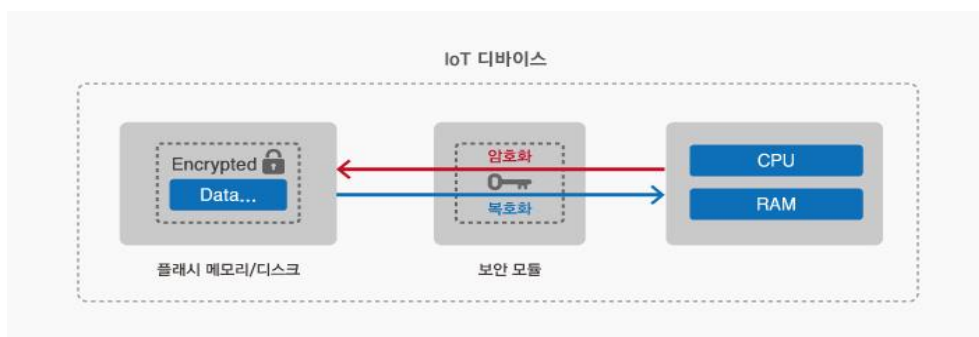 IoT 디바이스
Encrypted
Data...
암호화
복호화
CPU
RAM
플래시 메모리/디스크
보안 모듈